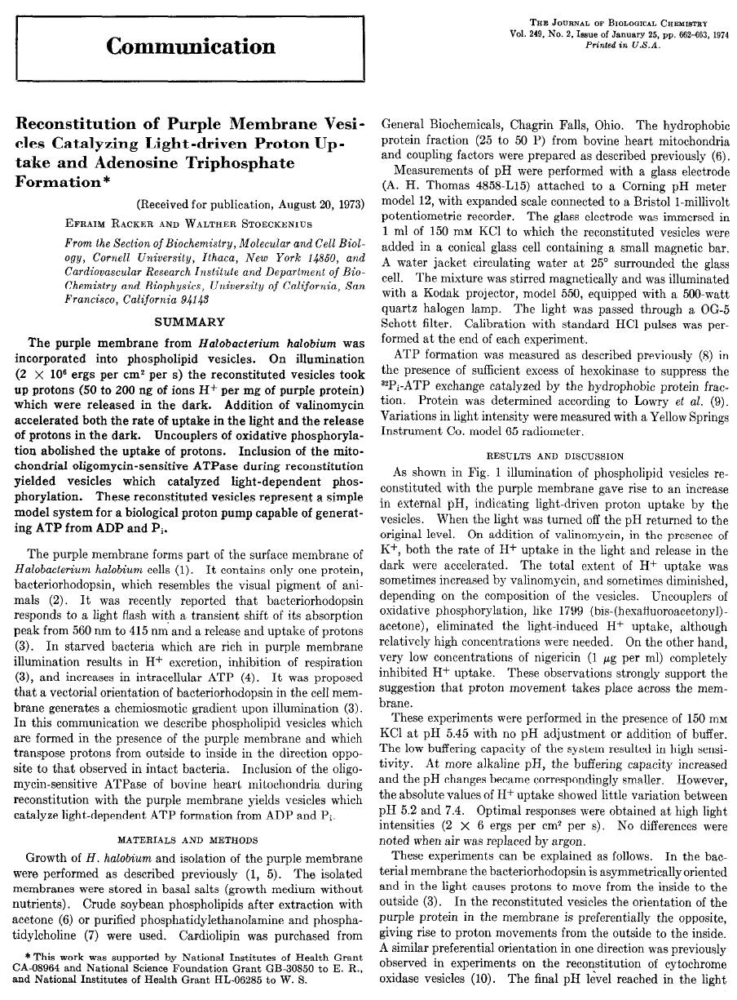 Communication
THE JOURNAL OF BIOLOGICAL CHEMISTRY
Vol. 249, No. 2, Issue of January 25, pp. 662–663, 1974
Printed in U.S.A.
Reconstitution of Purple Membrane Vesi-
cles Catalyzing Light-driven Proton Up-
take and Adenosine Triphosphate
Formation*
(Received for publication, August 20, 1973)
EFRAIM RACKER AND WALTHER STOECKENIUS
From the Section of Biochemistry, Molecular and Cell Biol-
ogy, Cornell University, Ithaca, New York 14850, and
Cardiovascular Research Institute and Department of Bio-
Chemistry and Biophysics, University of California, San
Francisco, California 94143
SUMMARY
The purple membrane from Halobacterium halobium was
incorporated into phospholipid vesicles. On illumination
(2 × 10⁶ ergs per cm² per s) the reconstituted vesicles took
up protons (50 to 200 ng of ions H⁺ per mg of purple protein)
which were released in the dark. Addition of valinomycin
accelerated both the rate of uptake in the light and the release
of protons in the dark. Uncouplers of oxidative phosphoryla-
tion abolished the uptake of protons. Inclusion of the mito-
chondrial oligomycin-sensitive ATPase during reconstitution
yielded vesicles which catalyzed light-dependent phos-
phorylation. These reconstituted vesicles represent a simple
model system for a biological proton pump capable of generat-
ing ATP from ADP and Pᵢ.
The purple membrane forms part of the surface membrane of
Halobacterium halobium cells (1). It contains only one protein,
bacteriorhodopsin, which resembles the visual pigment of ani-
mals (2). It was recently reported that bacteriorhodopsin
responds to a light flash with a transient shift of its absorption
peak from 560 nm to 415 nm and a release and uptake of protons
(3). In starved bacteria which are rich in purple membrane
illumination results in H⁺ excretion, inhibition of respiration
(3), and increases in intracellular ATP (4). It was proposed
that a vectorial orientation of bacteriorhodopsin in the cell mem-
brane generates a chemiosmotic gradient upon illumination (3).
In this communication we describe phospholipid vesicles which
are formed in the presence of the purple membrane and which
transpose protons from outside to inside in the direction oppo-
site to that observed in intact bacteria. Inclusion of the oligo-
mycin-sensitive ATPase of bovine heart mitochondria during
reconstitution with the purple membrane yields vesicles which
catalyze light-dependent ATP formation from ADP and Pᵢ.
MATERIALS AND METHODS
Growth of H. halobium and isolation of the purple membrane
were performed as described previously (1, 5). The isolated
membranes were stored in basal salts (growth medium without
nutrients). Crude soybean phospholipids after extraction with
acetone (6) or purified phosphatidylethanolamine and phospha-
tidylcholine (7) were used. Cardiolipin was purchased from
* This work was supported by National Institutes of Health Grant
CA-08964 and National Science Foundation Grant GB-30850 to E. R.,
and National Institutes of Health Grant HL-06285 to W. S.
General Biochemicals, Chagrin Falls, Ohio. The hydrophobic
protein fraction (25 to 50 P) from bovine heart mitochondria
and coupling factors were prepared as described previously (6).
Measurements of pH were performed with a glass electrode
(A. H. Thomas 4858-L15) attached to a Corning pH meter
model 12, with expanded scale connected to a Bristol 1-millivolt
potentiometric recorder. The glass electrode was immersed in
1 ml of 150 mM KCl to which the reconstituted vesicles were
added in a conical glass cell containing a small magnetic bar.
A water jacket circulating water at 25° surrounded the glass
cell. The mixture was stirred magnetically and was illuminated
with a Kodak projector, model 550, equipped with a 500-watt
quartz halogen lamp. The light was passed through a OG-5
Schott filter. Calibration with standard HCl pulses was per-
formed at the end of each experiment.
ATP formation was measured as described previously (8) in
the presence of sufficient excess of hexokinase to suppress the
³²Pᵢ-ATP exchange catalyzed by the hydrophobic protein frac-
tion. Protein was determined according to Lowry et al. (9).
Variations in light intensity were measured with a Yellow Springs
Instrument Co. model 65 radiometer.
RESULTS AND DISCUSSION
As shown in Fig. 1 illumination of phospholipid vesicles re-
constituted with the purple membrane gave rise to an increase
in external pH, indicating light-driven proton uptake by the
vesicles. When the light was turned off the pH returned to the
original level. On addition of valinomycin, in the presence of
K⁺, both the rate of H⁺ uptake in the light and release in the
dark were accelerated. The total extent of H⁺ uptake was
sometimes increased by valinomycin, and sometimes diminished,
depending on the composition of the vesicles. Uncouplers of
oxidative phosphorylation, like 1799 (bis-(hexafluoroacetonyl)-
acetone), eliminated the light-induced H⁺ uptake, although
relatively high concentrations were needed. On the other hand,
very low concentrations of nigericin (1 μg per ml) completely
inhibited H⁺ uptake. These observations strongly support the
suggestion that proton movement takes place across the mem-
brane.
These experiments were performed in the presence of 150 mM
KCl at pH 5.45 with no pH adjustment or addition of buffer.
The low buffering capacity of the system resulted in high sensi-
tivity. At more alkaline pH, the buffering capacity increased
and the pH changes became correspondingly smaller. However,
the absolute values of H⁺ uptake showed little variation between
pH 5.2 and 7.4. Optimal responses were obtained at high light
intensities (2 × 6 ergs per cm² per s). No differences were
noted when air was replaced by argon.
These experiments can be explained as follows. In the bac-
terial membrane the bacteriorhodopsin is asymmetrically oriented
and in the light causes protons to move from the inside to the
outside (3). In the reconstituted vesicles the orientation of the
purple protein in the membrane is preferentially the opposite,
giving rise to proton movements from the outside to the inside.
A similar preferential orientation in one direction was previously
observed in experiments on the reconstitution of cytochrome
oxidase vesicles (10). The final pH level reached in the light